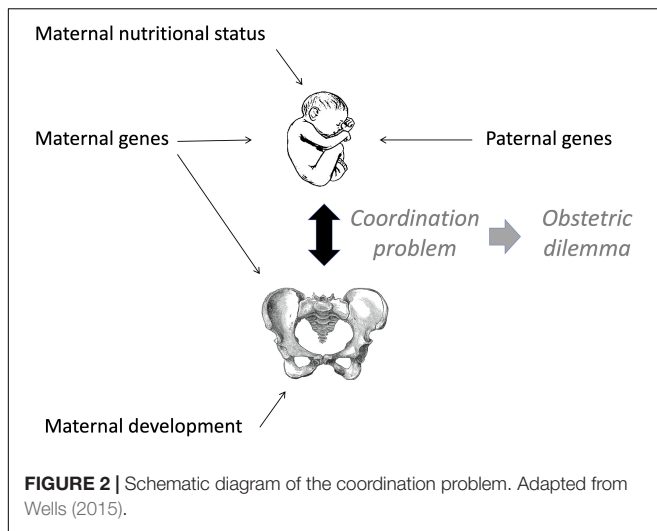 Maternal nutritional status
Maternal genes
Paternal genes
Coordination
problem
Obstetric
dilemma
Maternal development
FIGURE 2 | Schematic diagram of the coordination problem. Adapted from
Wells (2015).